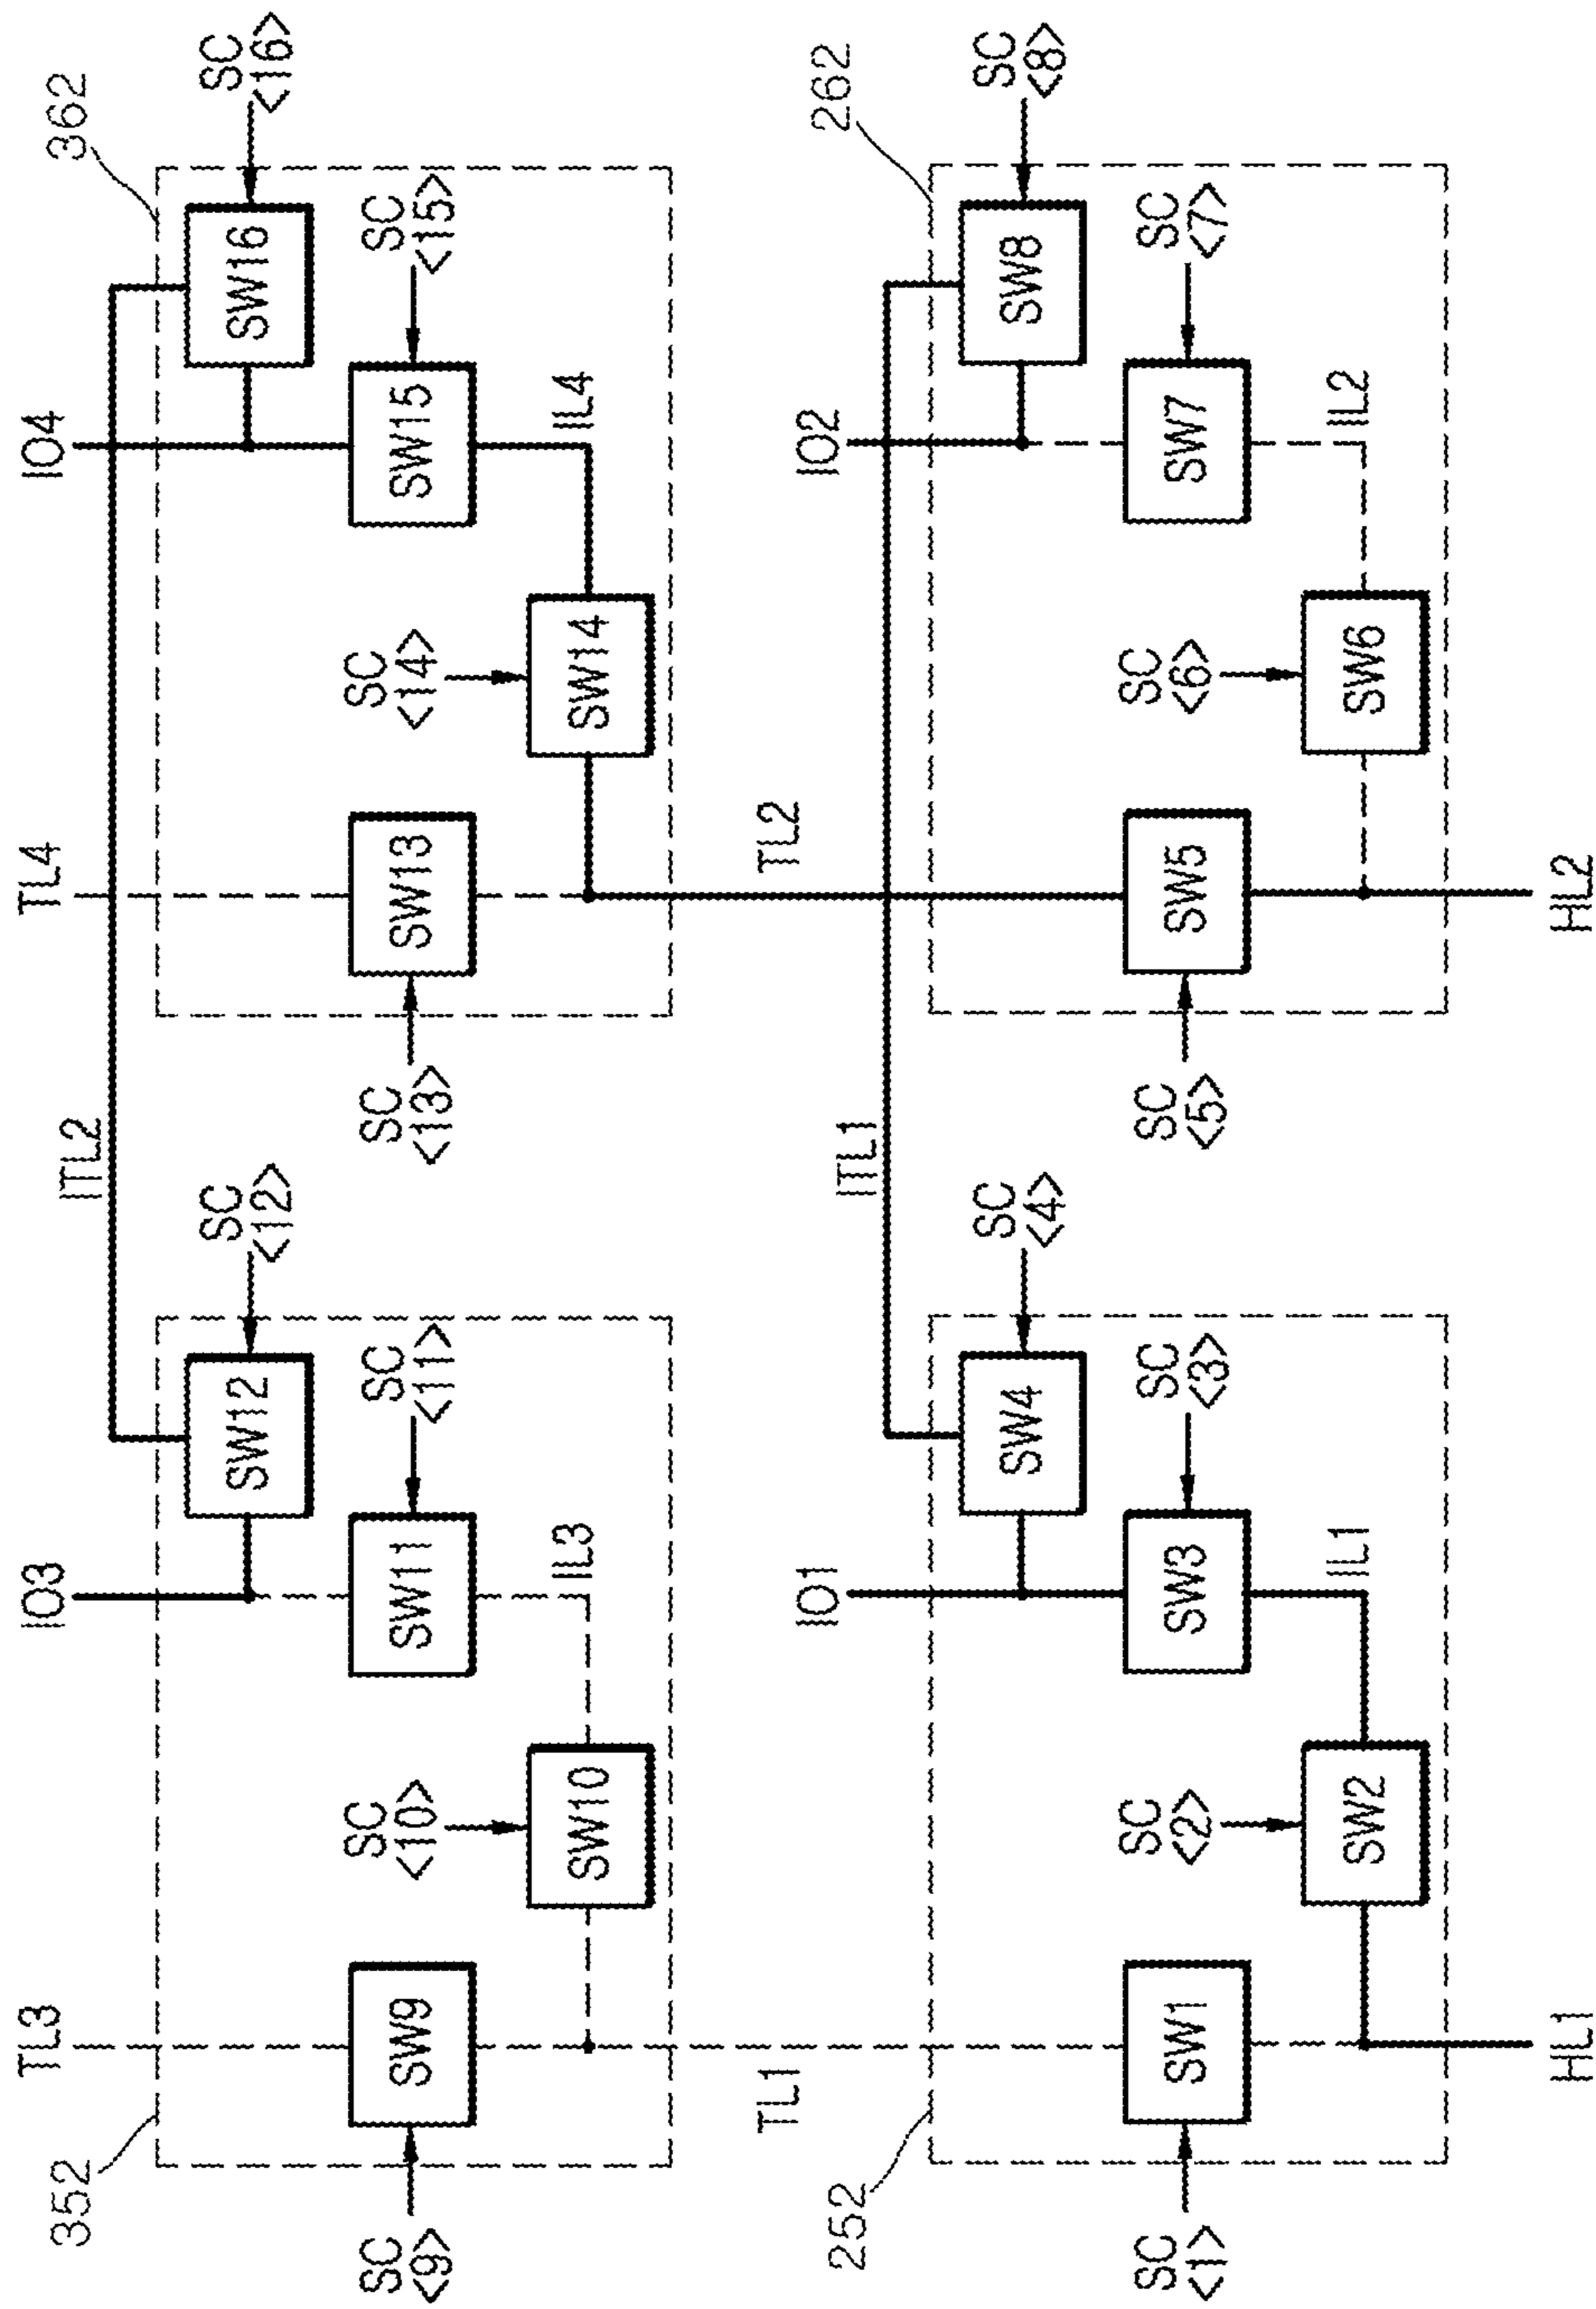 TL3
IO3
TL4
IO4
ITL2
352
362
SC
<12>
SW12
SC
<16>
SW16
SC
<9>
SW9
SW11
SC
<11>
SC
<13>
SW13
SW15
SC
<15>
SC
<10>
SW10
IL3
SC
<14>
SW14
IL4
TL1
IO1
TL2
IO2
ITL1
252
262
SC
<4>
SW4
SC
<8>
SW8
SC
<1>
SW1
SW3
SC
<3>
SC
<5>
SW5
SW7
SC
<7>
SC
<2>
SW2
IL1
SC
<6>
SW6
IL2
HL1
HL2